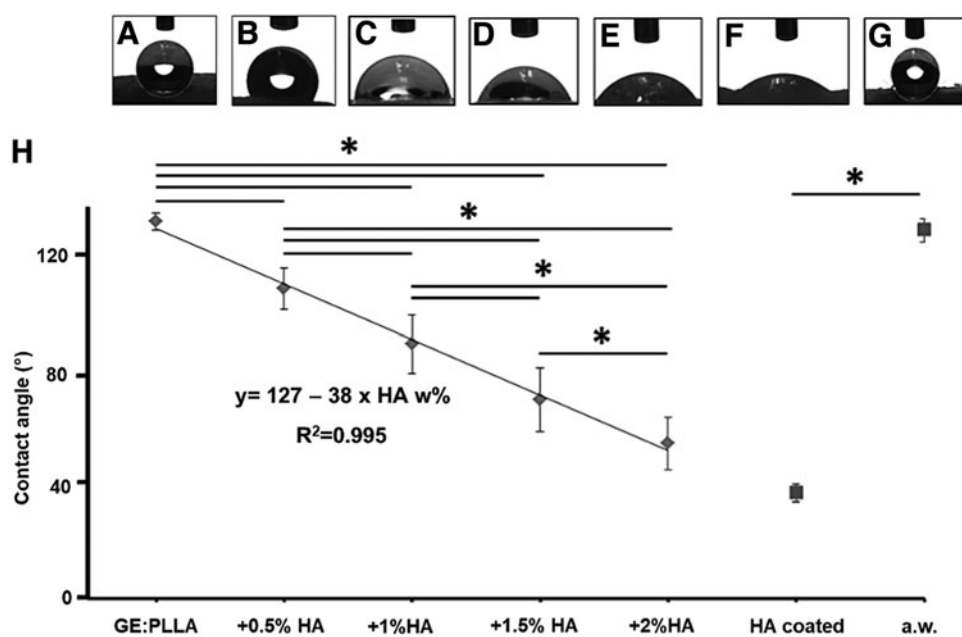 A B C D E F G
H
*
*
*
*
*
120
80
40
0
Contact angle (°)
y= 127 – 38 x HA w%
R²=0.995
GE:PLLA +0.5% HA +1%HA +1.5% HA +2%HA HA coated a.w.